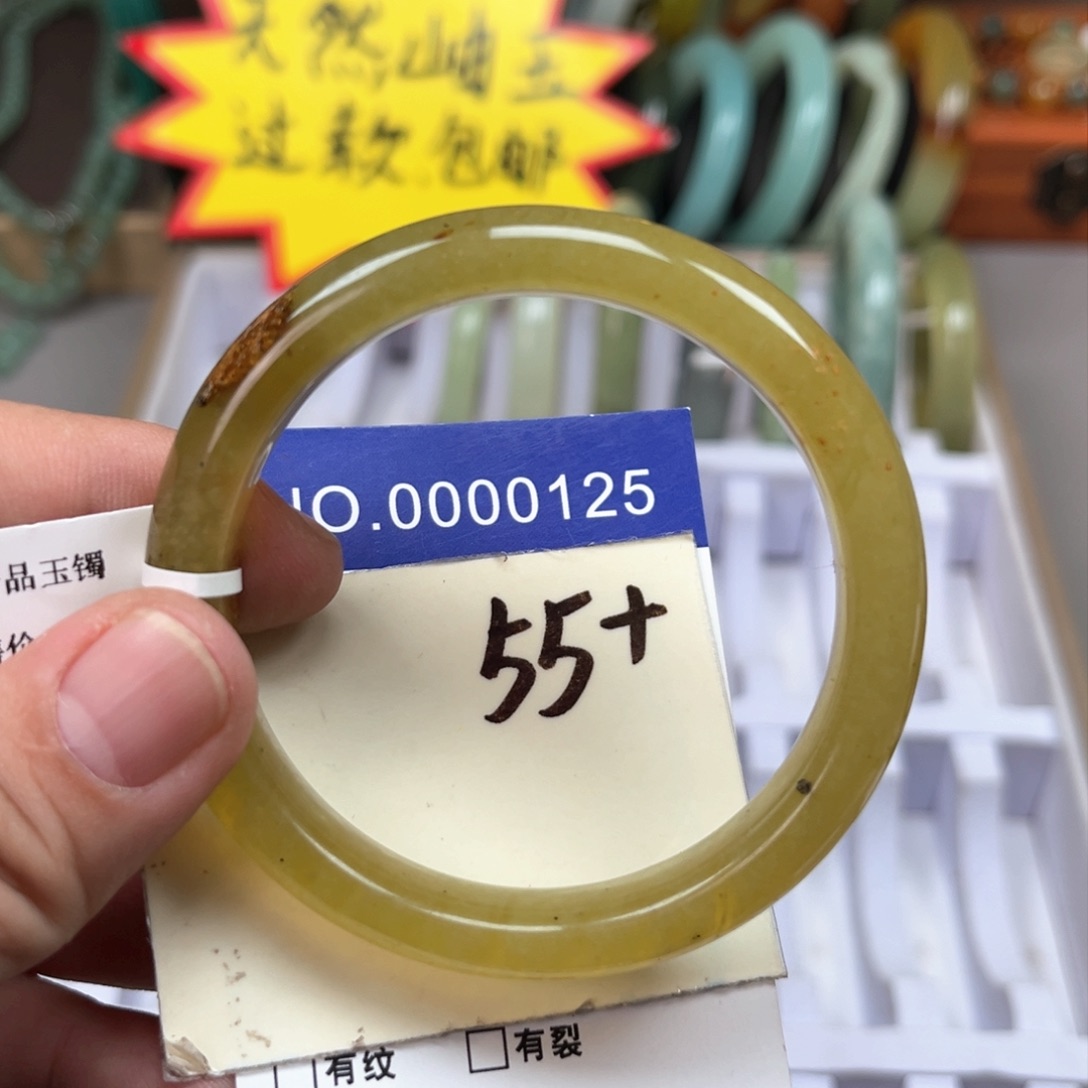 天然岫玉
过款包邮
NO.0000125
品玉镯
55+
有纹
有裂